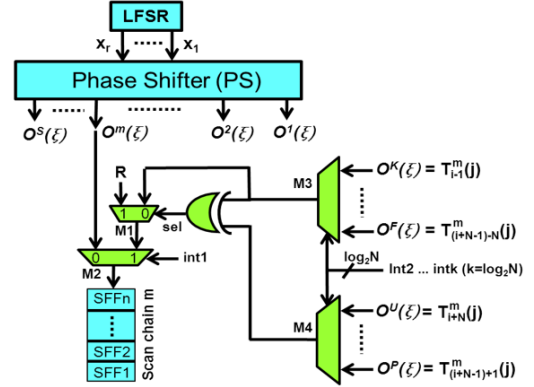 LFSR
xr x1
Phase Shifter (PS)
O^S(ξ) O^m(ξ) O^2(ξ) O^1(ξ)
R
M3
O^K(ξ) = T^m_{i-1}(j)
1 0
sel
M1
O^F(ξ) = T^m_{(i+N-1)-N}(j)
0 1
int1
M2
log2N
Int2 ... intk (k=log2N)
SFFn
SFF2
SFF1
Scan chain m
M4
O^U(ξ) = T^m_{i+N}(j)
O^P(ξ) = T^m_{(i+N-1)+1}(j)